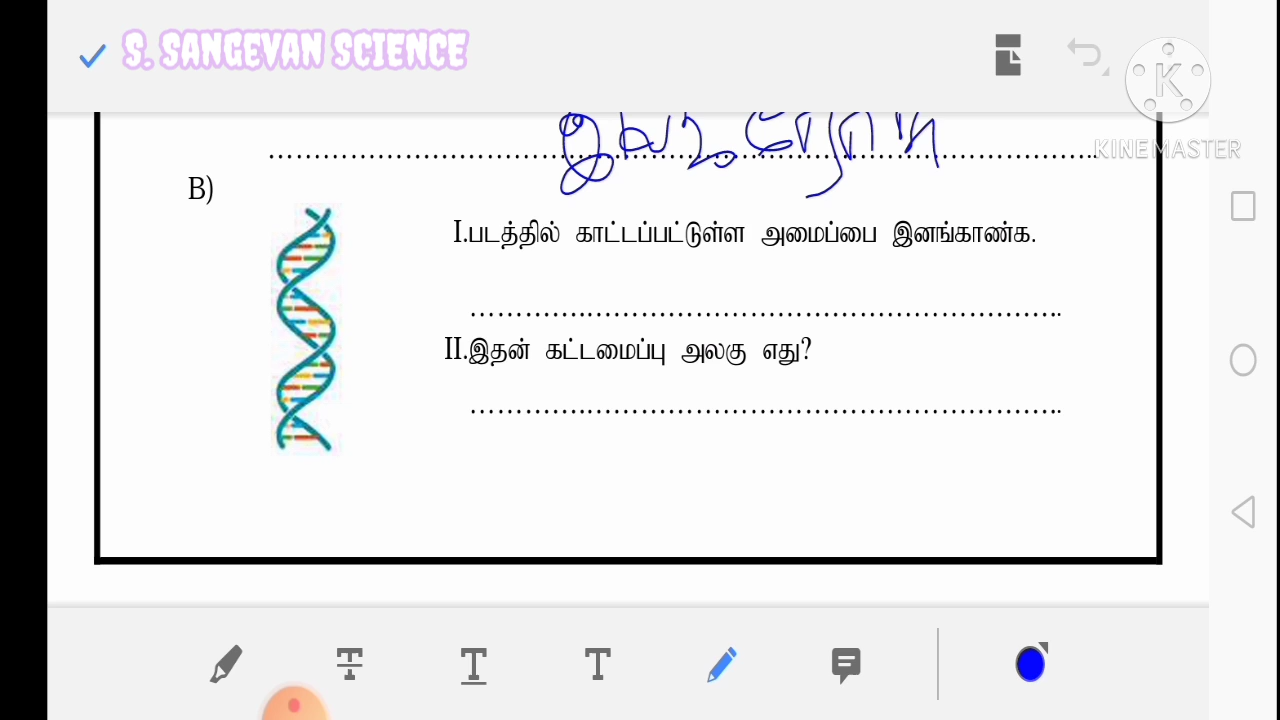 S. SANGEVAN SCIENCE
KINEMASTER
B)
I.படத்தில் காட்டப்பட்டுள்ள அமைப்பை இனங்காண்க.
II.இதன் கட்டமைப்பு அலகு எது?